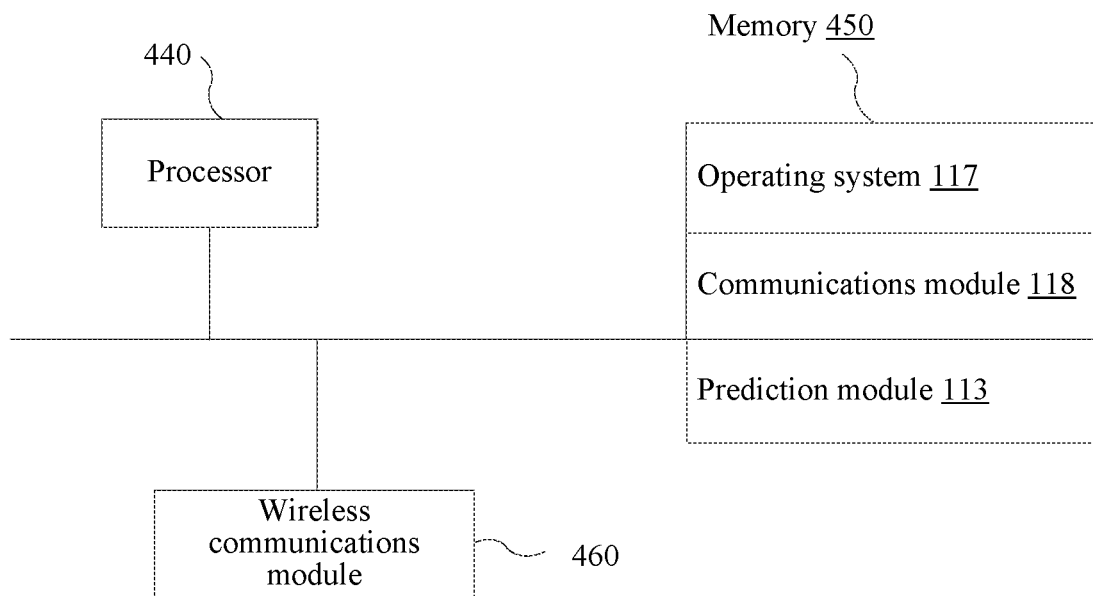 Memory 450
440
Processor
Operating system 117
Communications module 118
Prediction module 113
Wireless
communications
module
460